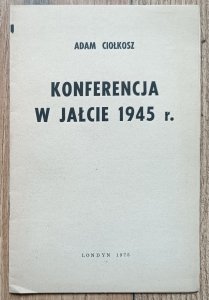 ADAM CIOŁKOSZ
KONFERENCJA
W JAŁCIE 1945 r.
LONDYN 1975